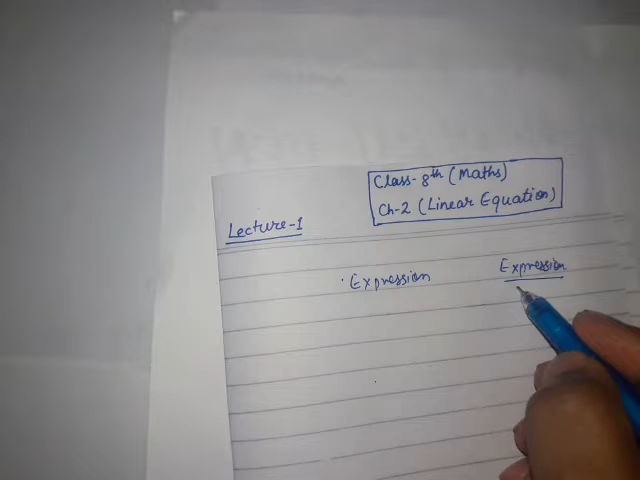 Class-8th (Maths)
Ch-2 (Linear Equation)
Lecture-1
Expression
Expression